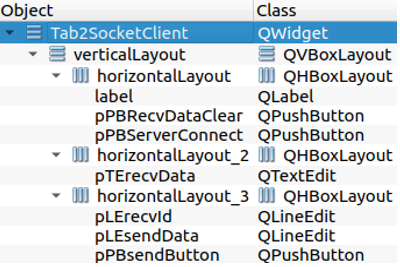 Object Class
Tab2SocketClient QWidget
verticalLayout QVBoxLayout
horizontalLayout QHBoxLayout
label QLabel
pPBRecvDataClear QPushButton
pPBServerConnect QPushButton
horizontalLayout_2 QHBoxLayout
pTErecvData QTextEdit
horizontalLayout_3 QHBoxLayout
pLErecvId QLineEdit
pLEsendData QLineEdit
pPBsendButton QPushButton